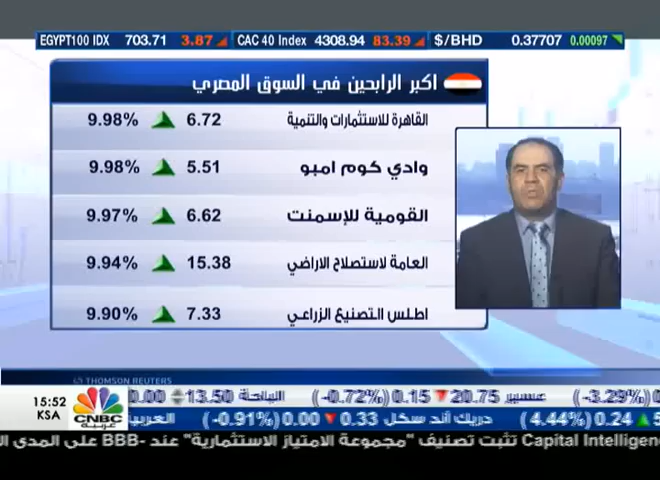 EGYPT100 IDX 703.71 3.87 CAC 40 Index 4308.94 83.39 $/BHD 0.37707 0.00097
اكبر الرابحين في السوق المصري
القاهرة للاستثمارات والتنمية 6.72 9.98%
وادي كوم امبو 5.51 9.98%
القومية للإسمنت 6.62 9.97%
العامة لاستصلاح الاراضي 15.38 9.94%
اطلس التصنيع الزراعي 7.33 9.90%
THOMSON REUTERS
(-3.29%) عسير 20.75 0.15 (-0.72%) الباحة 13.50 0.00
(4.44%) 0.24 دريك أند سكل 0.33 0.00 (-0.91%) العربية
Capital Intelligence تثبت تصنيف "مجموعة الامتياز الاستثمارية" عند -BBB على المدى
15:52
KSA
CNBC
عربية